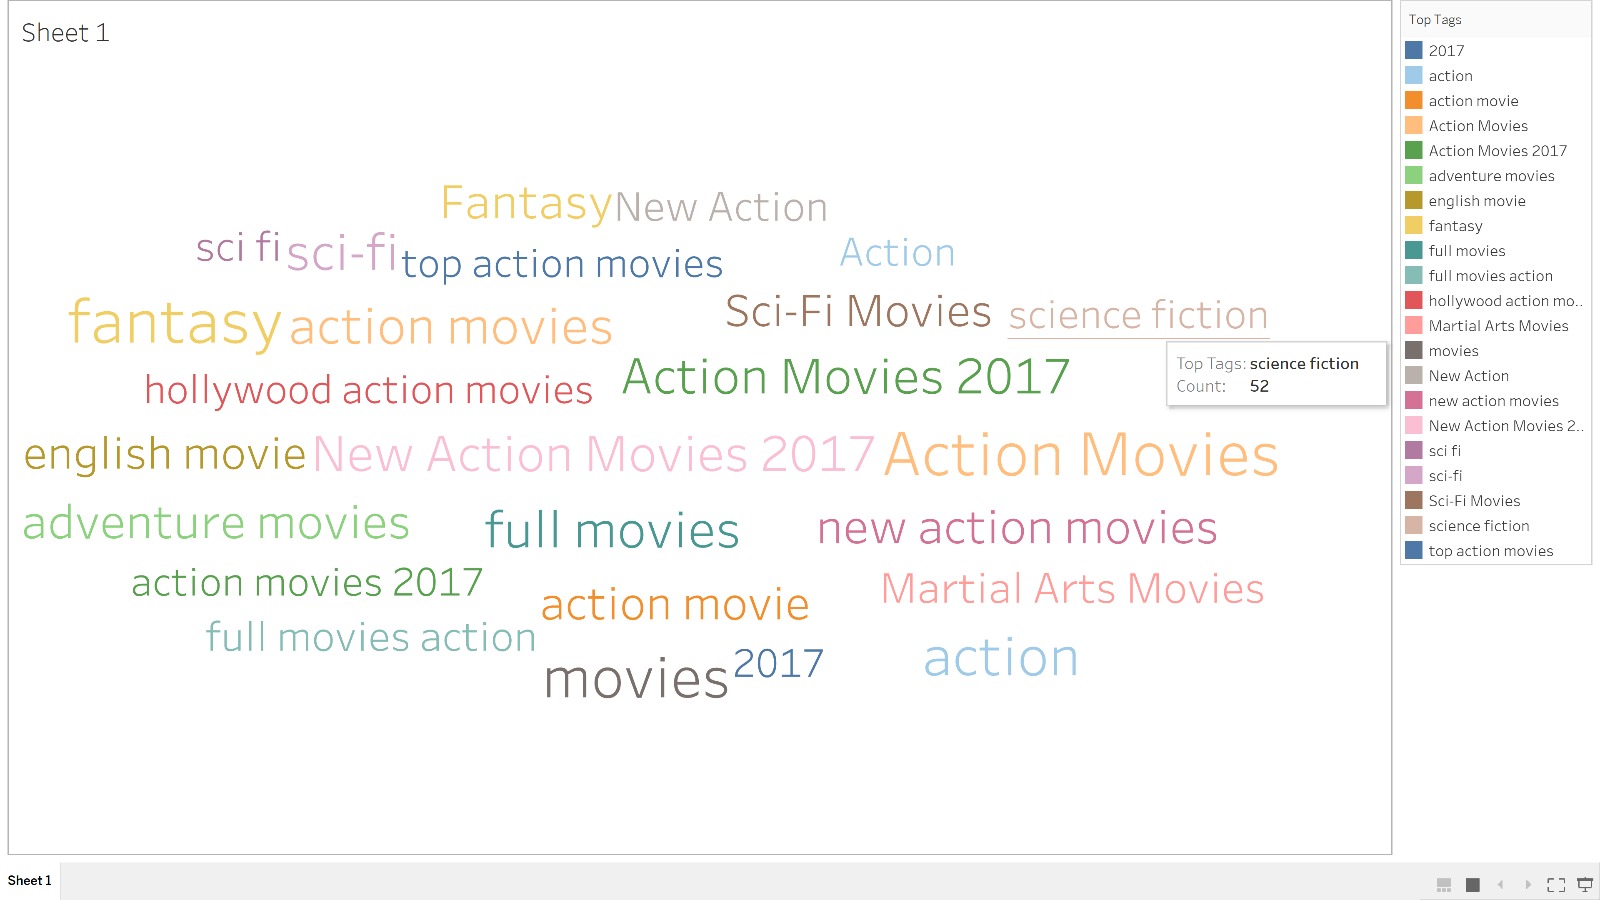 Sheet 1
Fantasy New Action
sci fi sci-fi top action movies Action
fantasy action movies Sci-Fi Movies science fiction
hollywood action movies Action Movies 2017
Top Tags: science fiction
Count: 52
english movie New Action Movies 2017 Action Movies
adventure movies full movies new action movies
action movies 2017 action movie Martial Arts Movies
full movies action
movies 2017 action
Top Tags
2017
action
action movie
Action Movies
Action Movies 2017
adventure movies
english movie
fantasy
full movies
full movies action
hollywood action mo..
Martial Arts Movies
movies
New Action
new action movies
New Action Movies 2..
sci fi
sci-fi
Sci-Fi Movies
science fiction
top action movies
Sheet 1